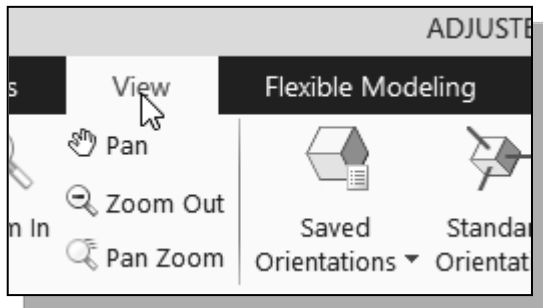 ADJUSTE
s View Flexible Modeling
Pan
Zoom Out
m In
Pan Zoom
Saved
Orientations
Standar
Orientat